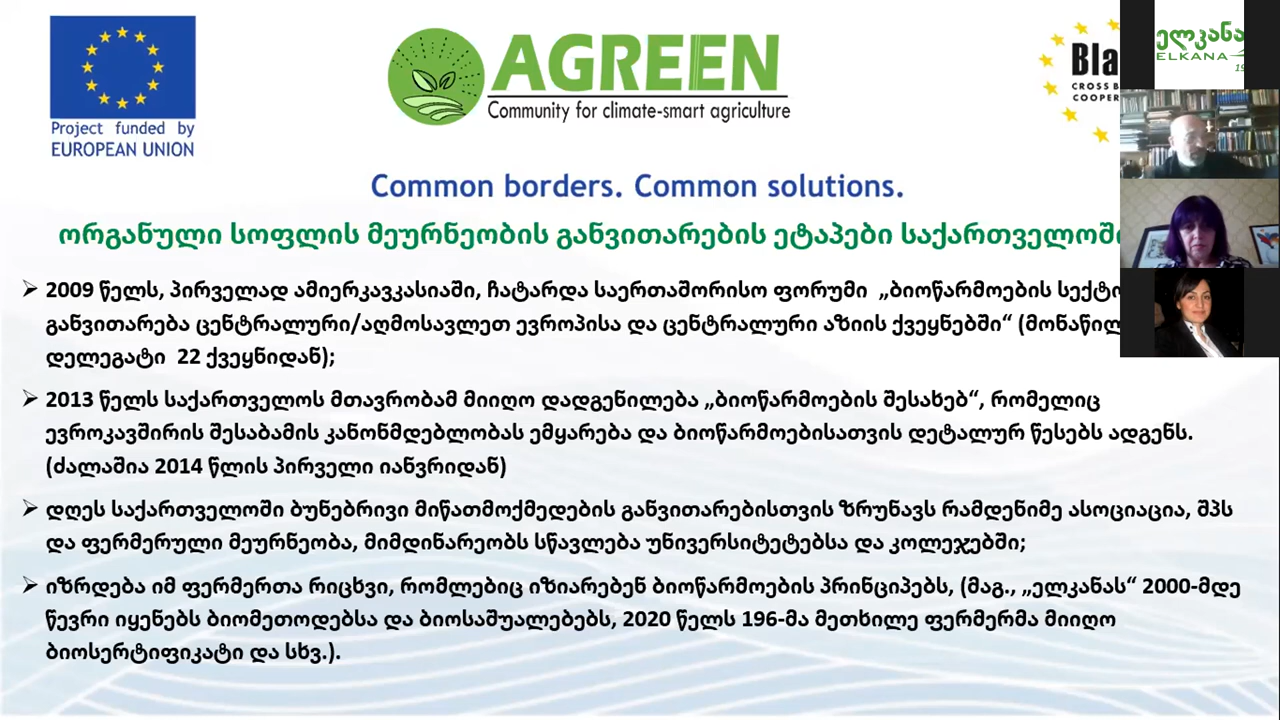 Project funded by
EUROPEAN UNION
AGREEN
Community for climate-smart agriculture
CROSS
COOPER
ელკანა
ELKANA
Common borders. Common solutions.
ორგანული სოფლის მეურნეობის განვითარების ეტაპები საქართველოში
➢ 2009 წელს, პირველად ამიერკავკასიაში, ჩატარდა საერთაშორისო ფორუმი „ბიოწარმოების სექტო
განვითარება ცენტრალური/აღმოსავლეთ ევროპისა და ცენტრალური აზიის ქვეყნებში“ (მონაწილ
დელეგატი 22 ქვეყნიდან);
➢ 2013 წელს საქართველოს მთავრობამ მიიღო დადგენილება „ბიოწარმოების შესახებ“, რომელიც
ევროკავშირის შესაბამის კანონმდებლობას ემყარება და ბიოწარმოებისათვის დეტალურ წესებს ადგენს.
(ძალაშია 2014 წლის პირველი იანვრიდან)
➢ დღეს საქართველოში ბუნებრივი მიწათმოქმედების განვითარებისთვის ზრუნავს რამდენიმე ასოციაცია, შპს
და ფერმერული მეურნეობა, მიმდინარეობს სწავლება უნივერსიტეტებსა და კოლეჯებში;
➢ იზრდება იმ ფერმერთა რიცხვი, რომლებიც იზიარებენ ბიოწარმოების პრინციპებს, (მაგ., „ელკანას“ 2000-მდე
წევრი იყენებს ბიომეთოდებსა და ბიოსაშუალებებს, 2020 წელს 196-მა მეთხილე ფერმერმა მიიღო
ბიოსერტიფიკატი და სხვ.).